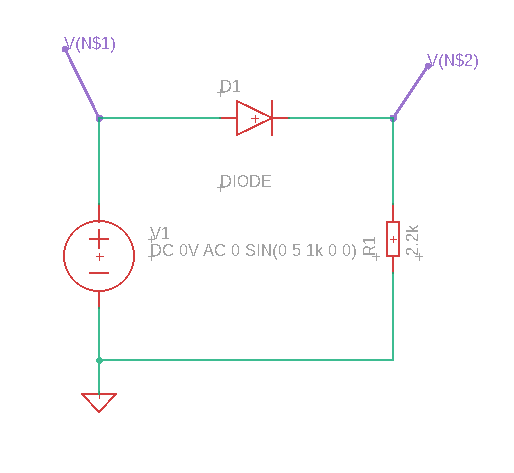 V(N$1)
V(N$2)
D1
DIODE
V1
DC 0V AC 0 SIN(0 5 1k 0 0)
R1
2.2k